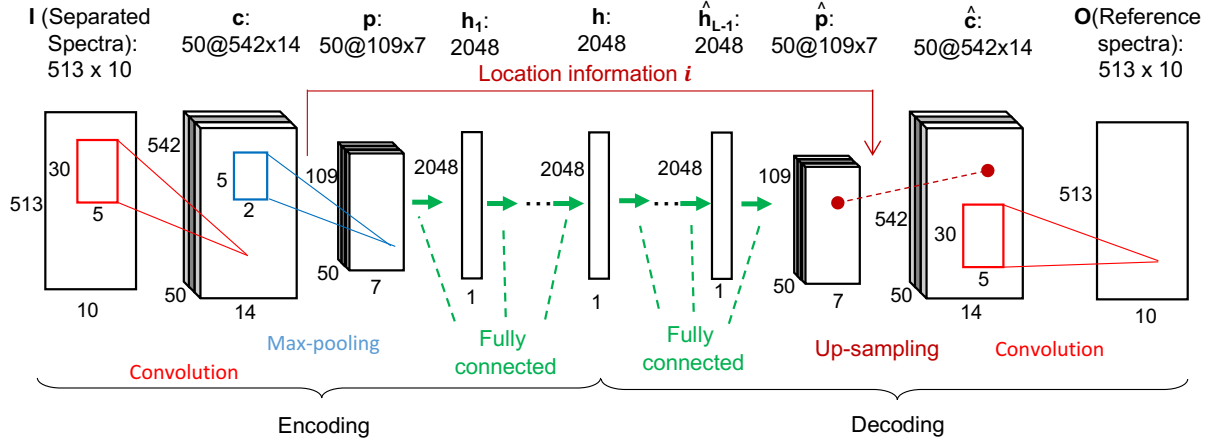 I (Separated Spectra): 513 x 10
c: 50@542x14
p: 50@109x7
h₁: 2048
h: 2048
ĥL-1: 2048
p̂: 50@109x7
ĉ: 50@542x14
O(Reference spectra): 513 x 10
Location information i
513
30
5
10
542
5
2
50
14
109
50
7
2048
1
....
2048
1
2048
....
1
109
50
7
542
30
5
50
14
513
10
Convolution
Max-pooling
Fully connected
Fully connected
Up-sampling
Convolution
Encoding
Decoding